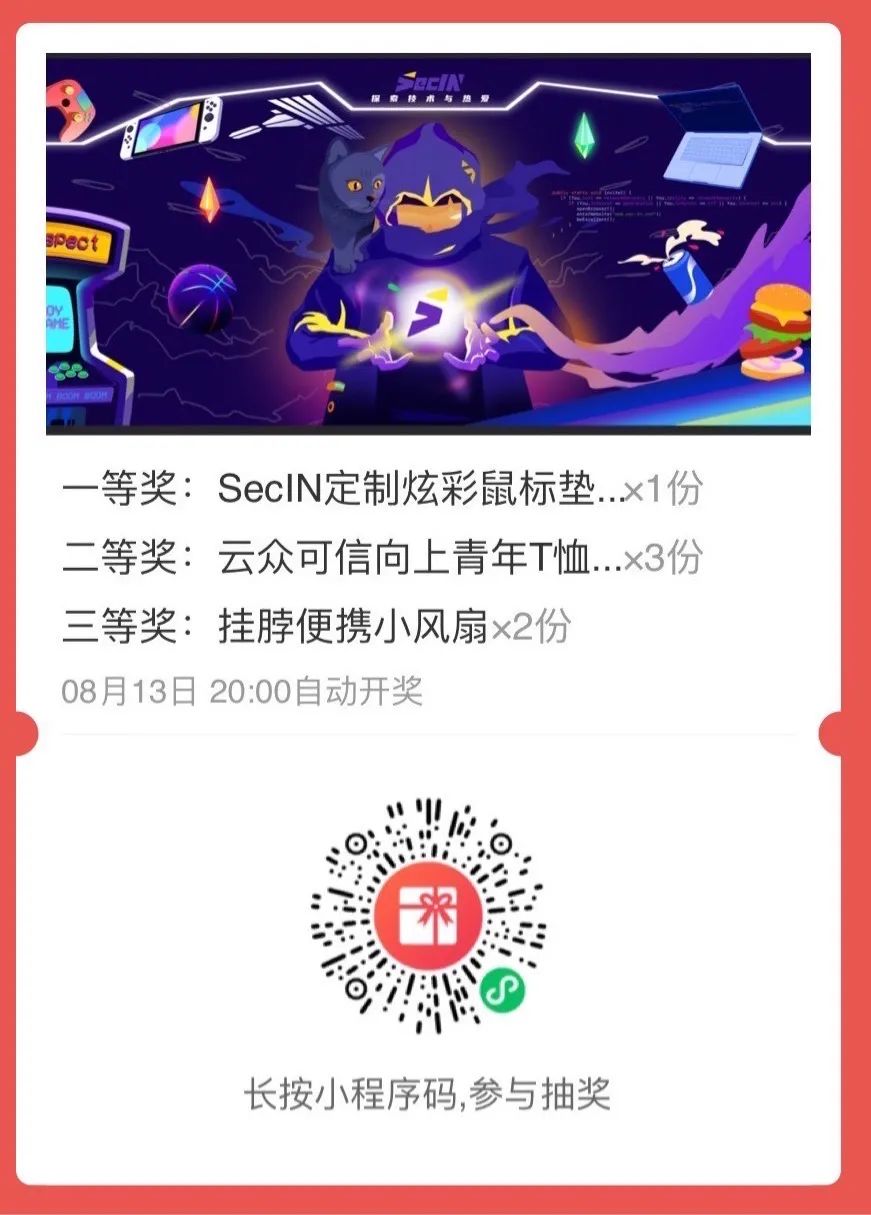 SecIN
探索技术与热爱
spect
OY
AME
M BOOM BOOM
一等奖：SecIN定制炫彩鼠标垫...×1份
二等奖：云众可信向上青年T恤...×3份
三等奖：挂脖便携小风扇×2份
08月13日 20:00自动开奖
长按小程序码,参与抽奖